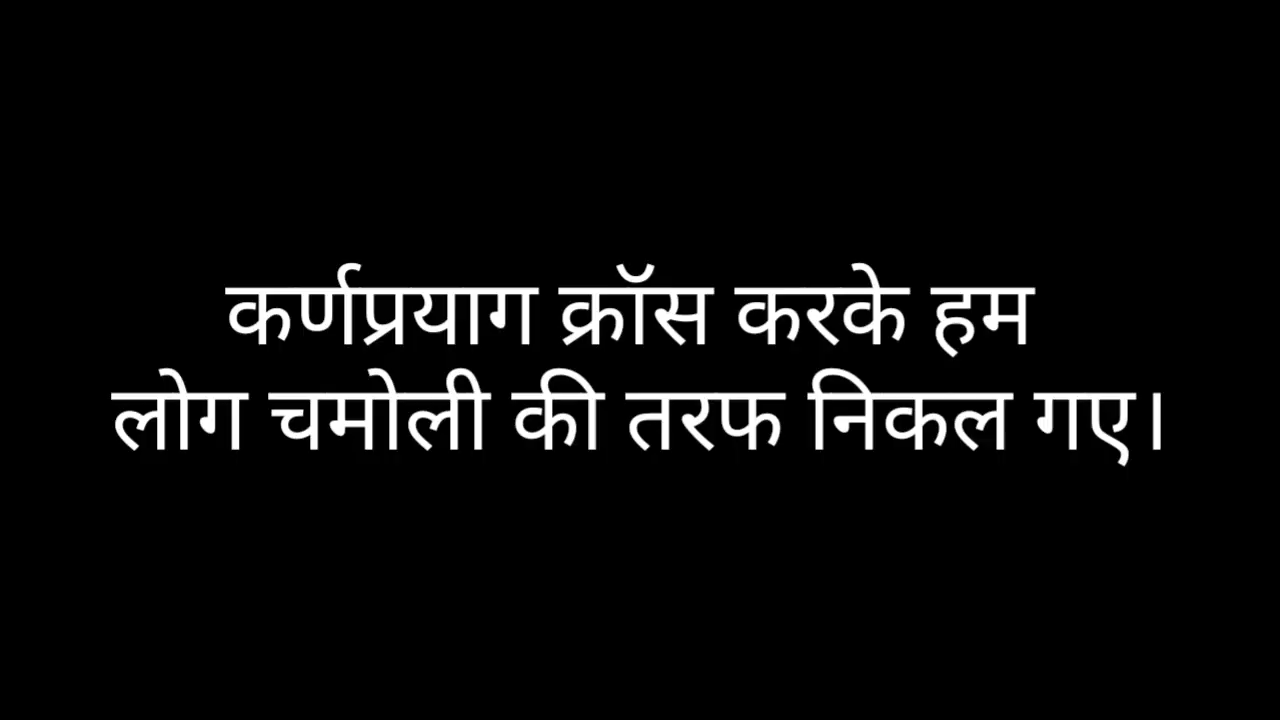 कर्णप्रयाग क्रॉस करके हम
लोग चमोली की तरफ निकल गए।